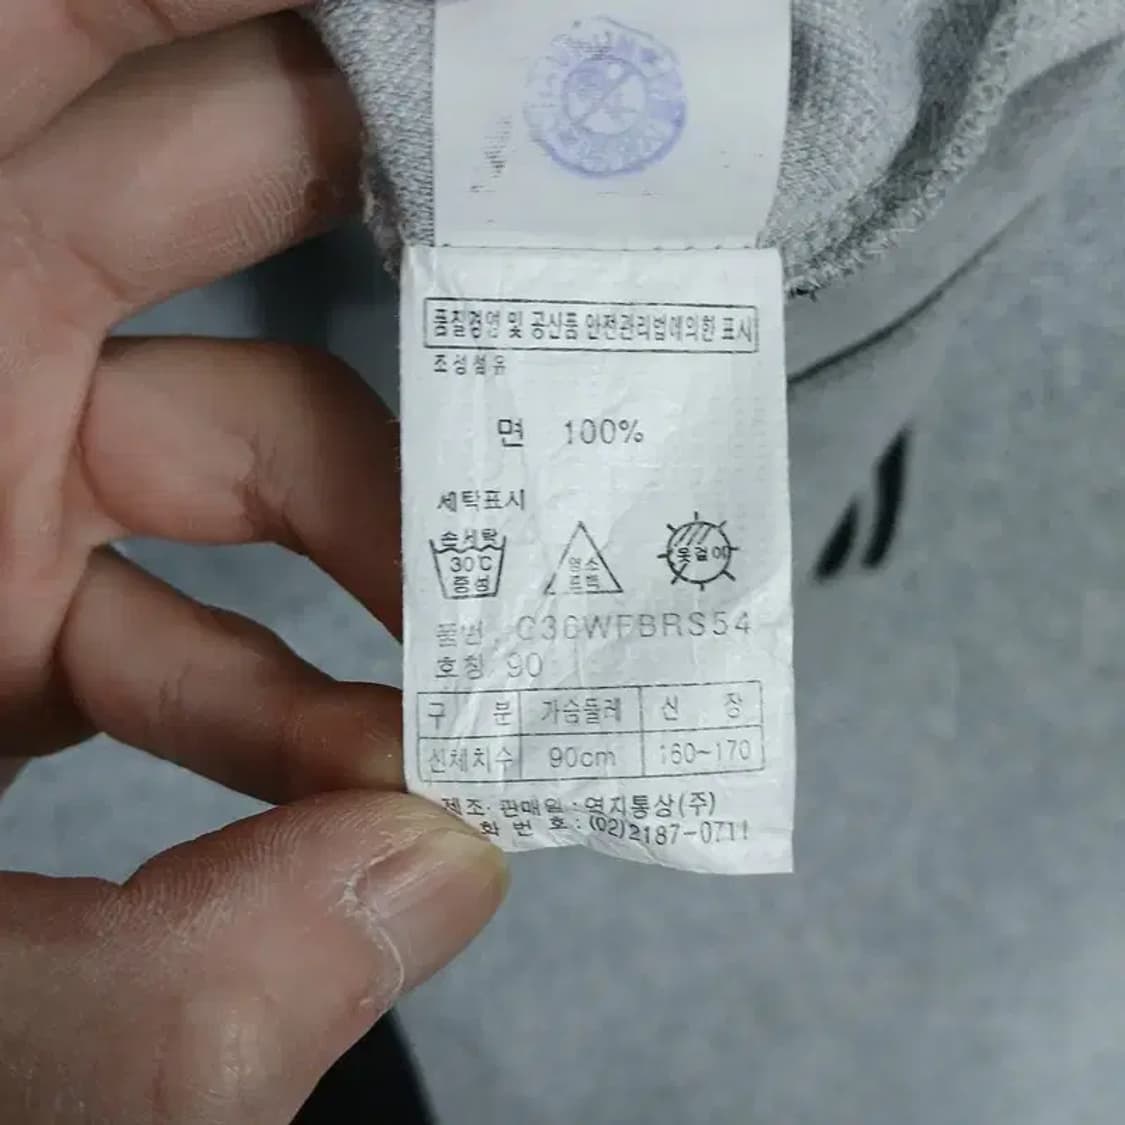 품질경영 및 공산품 안전관리법에의한 표시
조성섬유
면 100%
세탁표시
손세탁
30℃
중성
염소
표백
옷걸이
품번 C36WFBRS54
호칭 90
구 분 가슴둘레 신 장
신체치수 90cm 160~170
제조·판매원 : 영지통상(주)
화 번 호 : (02)2187-0711